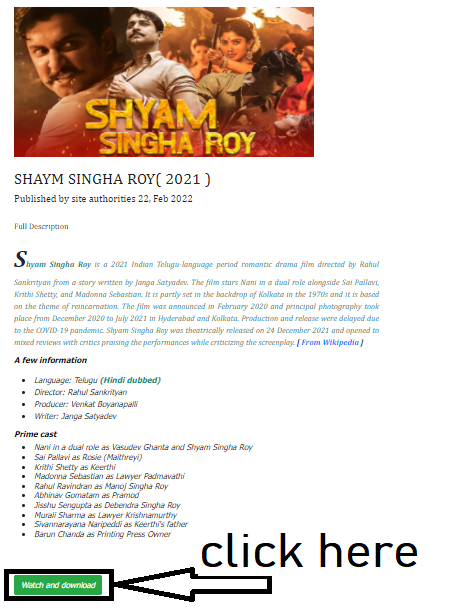 SHYAM
SINGHA ROY
SHAYM SINGHA ROY( 2021 )
Published by site authorities 22, Feb 2022
Full Description
Shyam Singha Roy is a 2021 Indian Telugu-language period romantic drama film directed by Rahul
Sankrityan from a story written by Janga Satyadev. The film stars Nani in a dual role alongside Sai Pallavi,
Krithi Shetty, and Madonna Sebastian. It is partly set in the backdrop of Kolkata in the 1970s and it is based
on the theme of reincarnation. The film was announced in February 2020 and principal photography took
place from December 2020 to July 2021 in Hyderabad and Kolkata. Production and release were delayed due
to the COVID-19 pandemic. Shyam Singha Roy was theatrically released on 24 December 2021 and opened to
mixed reviews with critics praising the performances while criticizing the screenplay. [ From Wikipedia ]
A few information
Language: Telugu (Hindi dubbed)
Director: Rahul Sankrityan
Producer: Venkat Boyanapalli
Writer: Janga Satyadev
Prime cast
Nani in a dual role as Vasudev Ghanta and Shyam Singha Roy
Sai Pallavi as Rosie (Maithreyi)
Krithi Shetty as Keerthi
Madonna Sebastian as Lawyer Padmavathi
Rahul Ravindran as Manoj Singha Roy
Abhinav Gomatam as Pramod
Jisshu Sengupta as Debendra Singha Roy
Murali Sharma as Lawyer Krishnamurthy
Sivannarayana Naripeddi as Keerthi's father
Barun Chanda as Printing Press Owner
click here
Watch and download